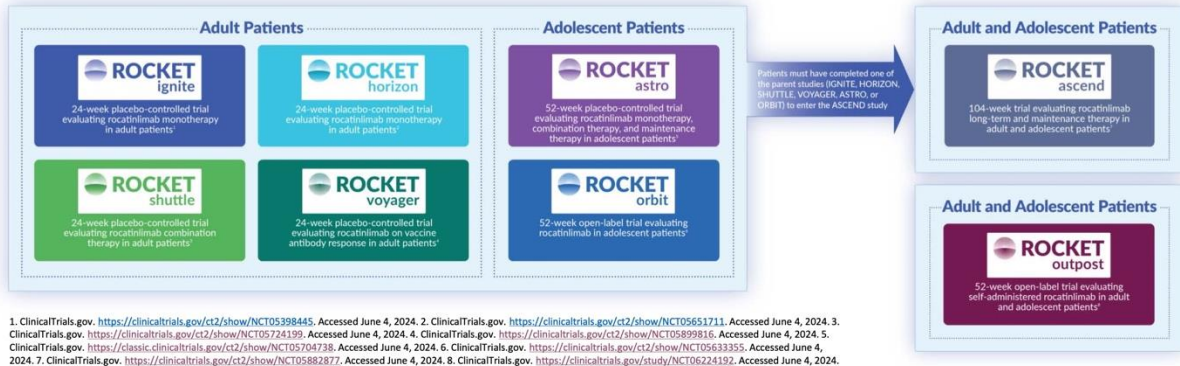 Adult Patients
ROCKET
ignite
24-week placebo-controlled trial
evaluating rocatinlimab monotherapy
in adult patients¹
ROCKET
horizon
24-week placebo-controlled trial
evaluating rocatinlimab monotherapy
in adult patients²
ROCKET
shuttle
24-week placebo-controlled trial
evaluating rocatinlimab combination
therapy in adult patients³
ROCKET
voyager
24-week placebo-controlled trial
evaluating rocatinlimab on vaccine
antibody response in adult patients⁴
Adolescent Patients
ROCKET
astro
52-week placebo-controlled trial
evaluating rocatinlimab monotherapy,
combination therapy, and maintenance
therapy in adolescent patients⁵
ROCKET
orbit
52-week open-label trial evaluating
rocatinlimab in adolescent patients⁶
Patients must have completed one of
the parent studies (IGNITE, HORIZON,
SHUTTLE, VOYAGER, ASTRO, or
ORBIT) to enter the ASCEND study
Adult and Adolescent Patients
ROCKET
ascend
104-week trial evaluating rocatinlimab
long-term and maintenance therapy in
adult and adolescent patients⁷
Adult and Adolescent Patients
ROCKET
outpost
52-week open-label trial evaluating
self-administered rocatinlimab in adult
and adolescent patients⁸
1. ClinicalTrials.gov. https://clinicaltrials.gov/ct2/show/NCT05398445. Accessed June 4, 2024. 2. ClinicalTrials.gov. https://clinicaltrials.gov/ct2/show/NCT05651711. Accessed June 4, 2024. 3.
ClinicalTrials.gov. https://clinicaltrials.gov/ct2/show/NCT05724199. Accessed June 4, 2024. 4. ClinicalTrials.gov. https://clinicaltrials.gov/ct2/show/NCT05899816. Accessed June 4, 2024. 5.
ClinicalTrials.gov. https://classic.clinicaltrials.gov/ct2/show/NCT05704738. Accessed June 4, 2024. 6. ClinicalTrials.gov. https://clinicaltrials.gov/ct2/show/NCT05633355. Accessed June 4,
2024. 7. ClinicalTrials.gov. https://clinicaltrials.gov/ct2/show/NCT05882877. Accessed June 4, 2024. 8. ClinicalTrials.gov. https://clinicaltrials.gov/study/NCT06224192. Accessed June 4, 2024.